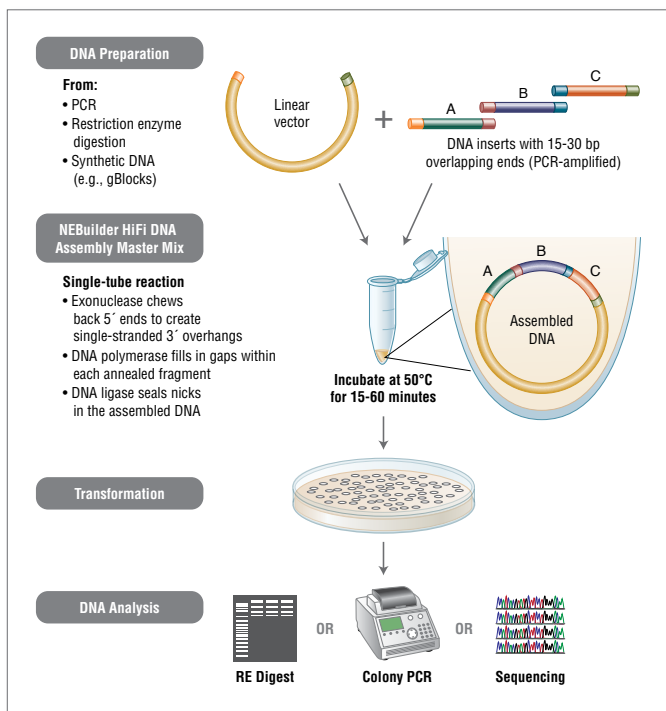 DNA Preparation
From:
• PCR
• Restriction enzyme
digestion
• Synthetic DNA
(e.g., gBlocks)
Linear
vector
+
A
B
C
DNA inserts with 15-30 bp
overlapping ends (PCR-amplified)
NEBuilder HiFi DNA
Assembly Master Mix
Single-tube reaction
• Exonuclease chews
back 5´ ends to create
single-stranded 3´ overhangs
• DNA polymerase fills in gaps within
each annealed fragment
• DNA ligase seals nicks
in the assembled DNA
Incubate at 50°C
for 15-60 minutes
A
B
C
Assembled
DNA
Transformation
DNA Analysis
RE Digest
OR
Colony PCR
OR
Sequencing